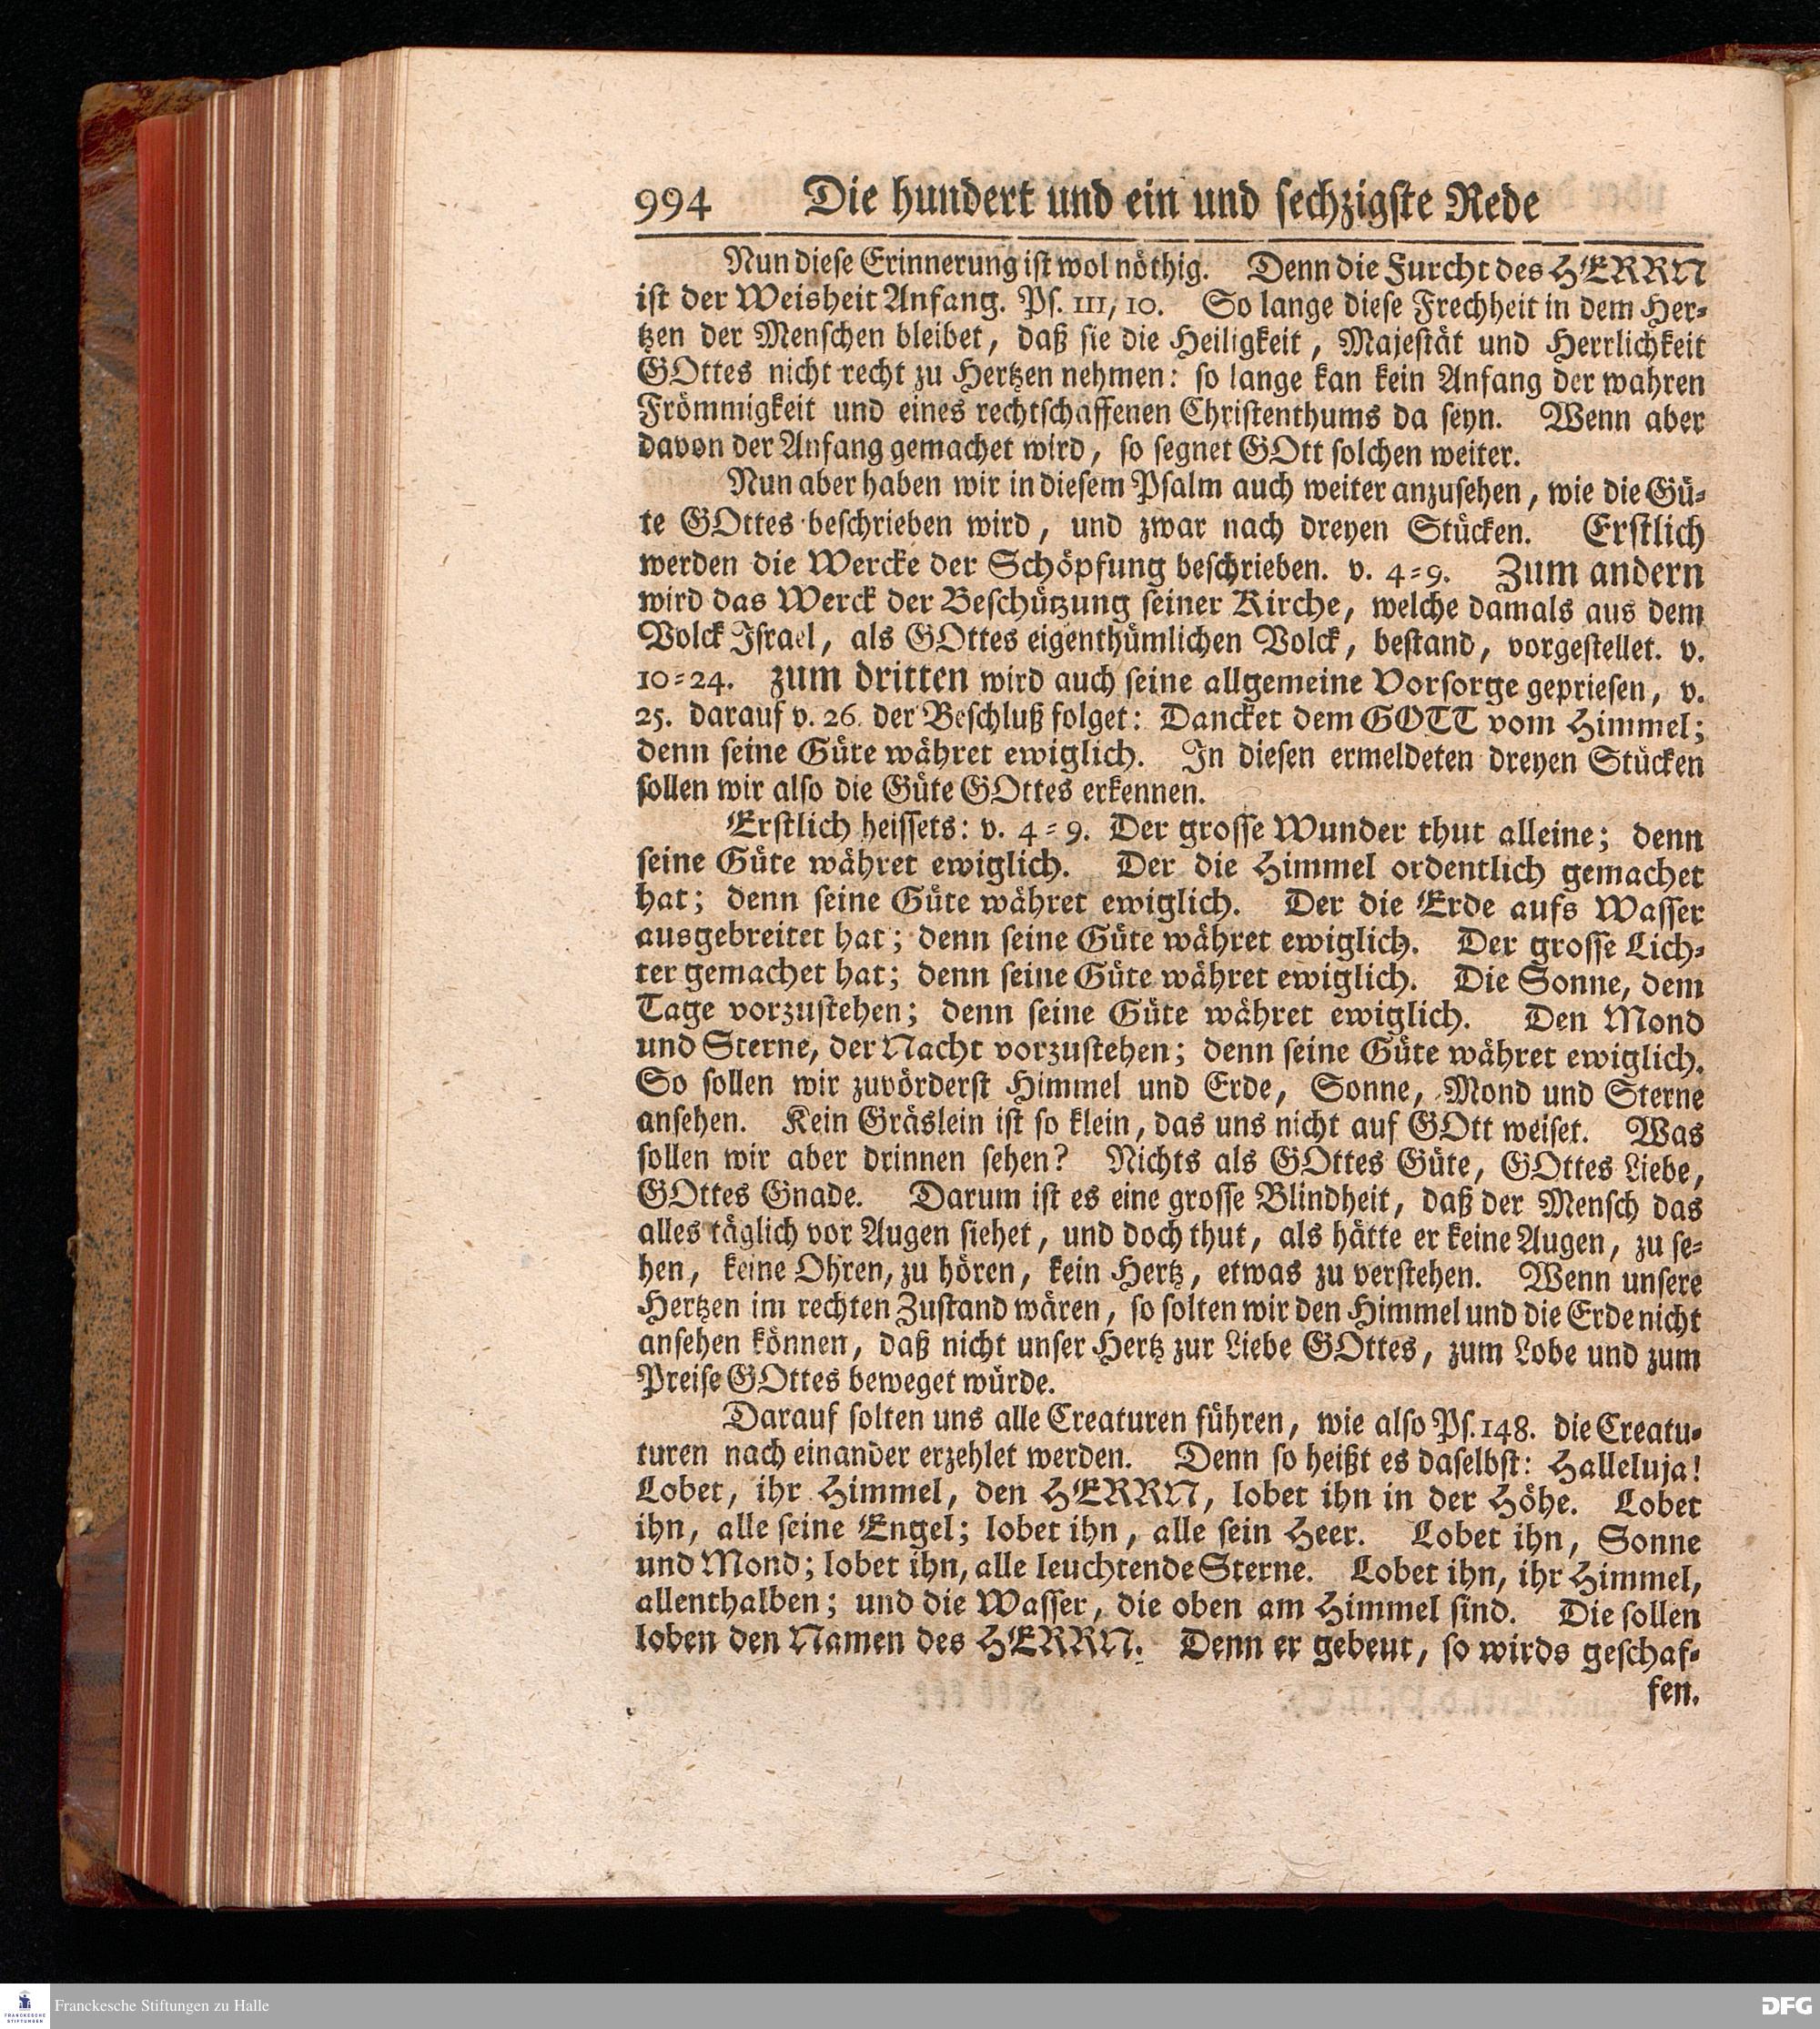 994 Die hundert und ein und sechzigste Rede
Nun diese Erinnerung ist wol nöthig. Denn die Furcht des HERRN
ist der Weisheit Anfang. Ps. 111, 10. So lange diese Frechheit in dem Her-
tzen der Menschen bleibet, daß sie die Heiligkeit, Majestät und Herrlichkeit
GOttes nicht recht zu Hertzen nehmen: so lange kan kein Anfang der wahren
Frömmigkeit und eines rechtschaffenen Christenthums da seyn. Wenn aber
davon der Anfang gemachet wird, so segnet GOtt solchen weiter.
Nun aber haben wir in diesem Psalm auch weiter anzusehen, wie die Gü-
te GOttes beschrieben wird, und zwar nach dreyen Stücken. Erstlich
werden die Wercke der Schöpfung beschrieben. v. 4-9. Zum andern
wird das Werck der Beschützung seiner Kirche, welche damals aus dem
Volck Israel, als GOttes eigenthümlichen Volck, bestand, vorgestellet. v.
10-24. zum dritten wird auch seine allgemeine Vorsorge gepriesen, v.
25. darauf v. 26. der Beschluß folget: Dancket dem GOTT vom Himmel;
denn seine Güte währet ewiglich. In diesen ermeldeten dreyen Stücken
sollen wir also die Güte GOttes erkennen.
Erstlich heissets: v. 4-9. Der grosse Wunder thut alleine; denn
seine Güte währet ewiglich. Der die Himmel ordentlich gemachet
hat; denn seine Güte währet ewiglich. Der die Erde aufs Wasser
ausgebreitet hat; denn seine Güte währet ewiglich. Der grosse Lich-
ter gemachet hat; denn seine Güte währet ewiglich. Die Sonne, dem
Tage vorzustehen; denn seine Güte währet ewiglich. Den Mond
und Sterne, der Nacht vorzustehen; denn seine Güte währet ewiglich.
So sollen wir zuvörderst Himmel und Erde, Sonne, Mond und Sterne
ansehen. Kein Gräslein ist so klein, das uns nicht auf GOtt weiset. Was
sollen wir aber drinnen sehen? Nichts als GOttes Güte, GOttes Liebe,
GOttes Gnade. Darum ist es eine grosse Blindheit, daß der Mensch das
alles täglich vor Augen siehet, und doch thut, als hätte er keine Augen, zu se-
hen, keine Ohren, zu hören, kein Hertz, etwas zu verstehen. Wenn unsere
Hertzen im rechten Zustand wären, so solten wir den Himmel und die Erde nicht
ansehen können, daß nicht unser Hertz zur Liebe GOttes, zum Lobe und zum
Preise GOttes beweget würde.
Darauf solten uns alle Creaturen führen, wie also Ps. 148. die Creatu-
turen nach einander erzehlet werden. Denn so heißt es daselbst: Halleluja!
Lobet, ihr Himmel, den HERRN, lobet ihn in der Höhe. Lobet
ihn, alle seine Engel; lobet ihn, alle sein Heer. Lobet ihn, Sonne
und Mond; lobet ihn, alle leuchtende Sterne. Lobet ihn, ihr Himmel,
allenthalben; und die Wasser, die oben am Himmel sind. Die sollen
loben den Namen des HERRN. Denn er gebeut, so wirds geschaf-
fen.
Franckesche Stiftungen zu Halle
DFG